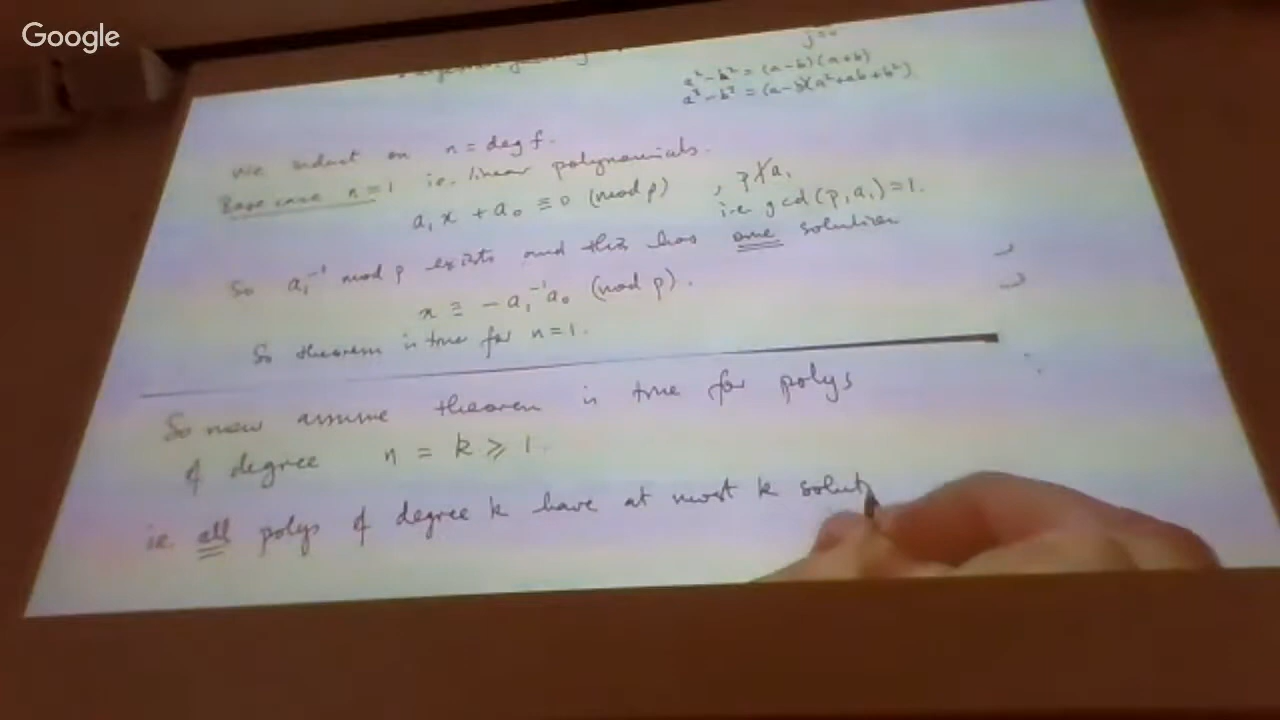 Google
a² - b² = (a-b)(a+b)
a³ - b³ = (a-b)(a²+ab+b²)
We induct on n = deg f.
Base case n=1 i.e. linear polynomials.
a₁x + a₀ ≡ 0 (mod p) , p∤a₁
i.e. gcd(p,a₁)=1.
So a₁⁻¹ mod p exists and this has one solution
x ≡ -a₁⁻¹a₀ (mod p).
So theorem is true for n=1.
So now assume theorem is true for polys
of degree n = k ≥ 1.
i.e. all polys of degree k have at most k solut